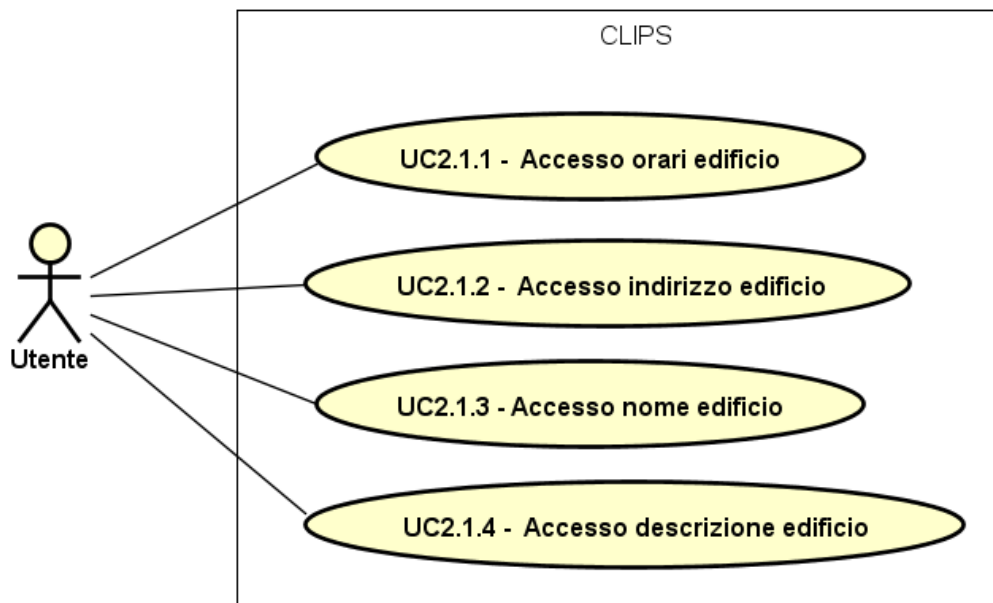 CLIPS
UC2.1.1 - Accesso orari edificio
UC2.1.2 - Accesso indirizzo edificio
Utente
UC2.1.3 - Accesso nome edificio
UC2.1.4 - Accesso descrizione edificio